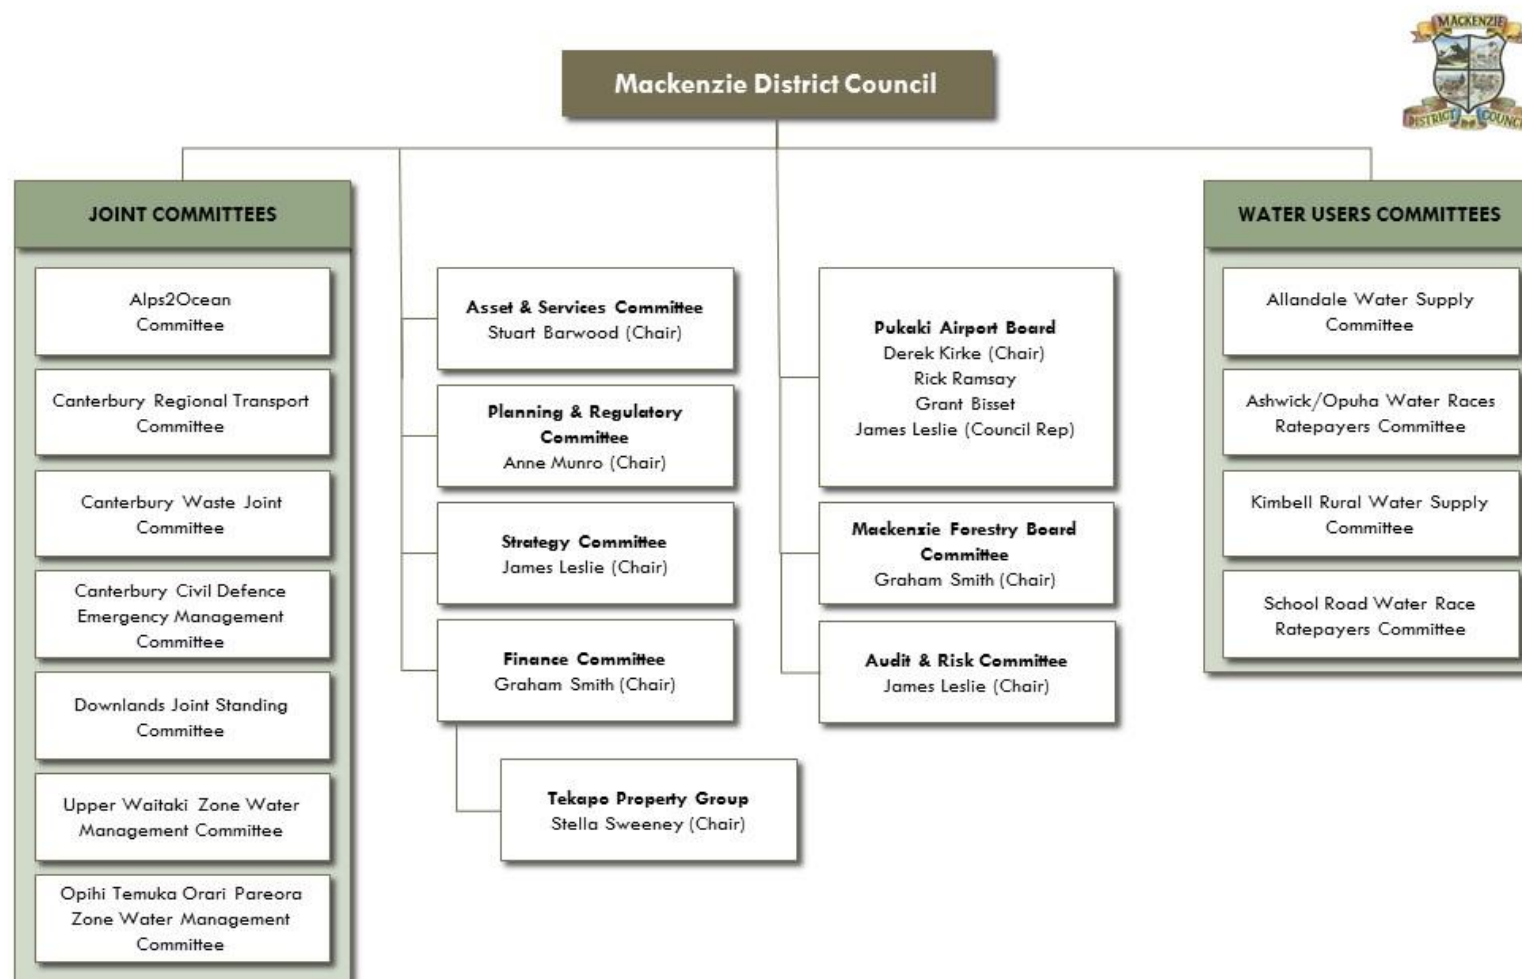 Mackenzie District Council
MACKENZIE
DISTRICT COUNCI
JOINT COMMITTEES
Alps2Ocean
Committee
Canterbury Regional Transport
Committee
Canterbury Waste Joint
Committee
Canterbury Civil Defence
Emergency Management
Committee
Downlands Joint Standing
Committee
Upper Waitaki Zone Water
Management Committee
Opihi Temuka Orari Pareora
Zone Water Management
Committee
Asset & Services Committee
Stuart Barwood (Chair)
Planning & Regulatory
Committee
Anne Munro (Chair)
Strategy Committee
James Leslie (Chair)
Finance Committee
Graham Smith (Chair)
Tekapo Property Group
Stella Sweeney (Chair)
Pukaki Airport Board
Derek Kirke (Chair)
Rick Ramsay
Grant Bisset
James Leslie (Council Rep)
Mackenzie Forestry Board
Committee
Graham Smith (Chair)
Audit & Risk Committee
James Leslie (Chair)
WATER USERS COMMITTEES
Allandale Water Supply
Committee
Ashwick/Opuha Water Races
Ratepayers Committee
Kimbell Rural Water Supply
Committee
School Road Water Race
Ratepayers Committee